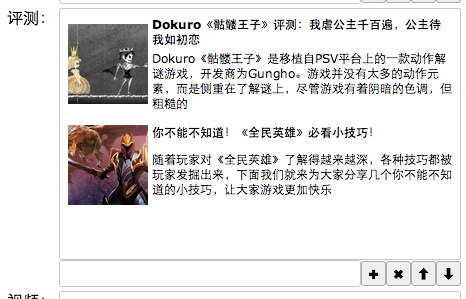 评测：
Dokuro《骷髅王子》评测：我虐公主千百遍，公主待
我如初恋
Dokuro《骷髅王子》是移植自PSV平台上的一款动作解
谜游戏，开发商为Gungho。游戏并没有太多的动作元
素，而是侧重在了解谜上，尽管游戏有着阴暗的色调，但
粗糙的
你不能不知道！《全民英雄》必看小技巧！
随着玩家对《全民英雄》了解得越来越深，各种技巧都被
玩家发掘出来，下面我们就来为大家分享几个你不能不知
道的小技巧，让大家游戏更加快乐